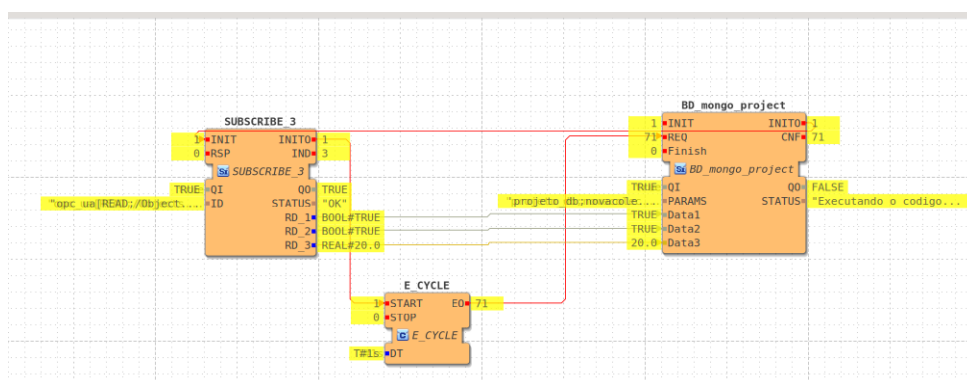 BD_mongo_project
1 INIT INITO 1
71 REQ CNF 71
0 Finish
BD_mongo_project
TRUE QI QO FALSE
"projeto_db;novacole... PARAMS STATUS "Executando o codigo...
TRUE Data1
TRUE Data2
20.0 Data3
SUBSCRIBE_3
1 INIT INITO 1
0 RSP IND 3
SUBSCRIBE_3
TRUE QI QO TRUE
"opc_ua[READ;/Object... ID STATUS "OK"
RD_1 BOOL#TRUE
RD_2 BOOL#TRUE
RD_3 REAL#20.0
E_CYCLE
1 START EO 71
0 STOP
E_CYCLE
T#1s DT